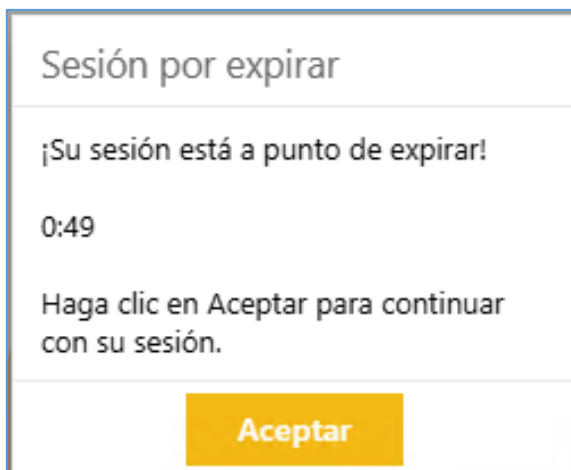 Sesión por expirar
¡Su sesión está a punto de expirar!
0:49
Haga clic en Aceptar para continuar
con su sesión.
Aceptar